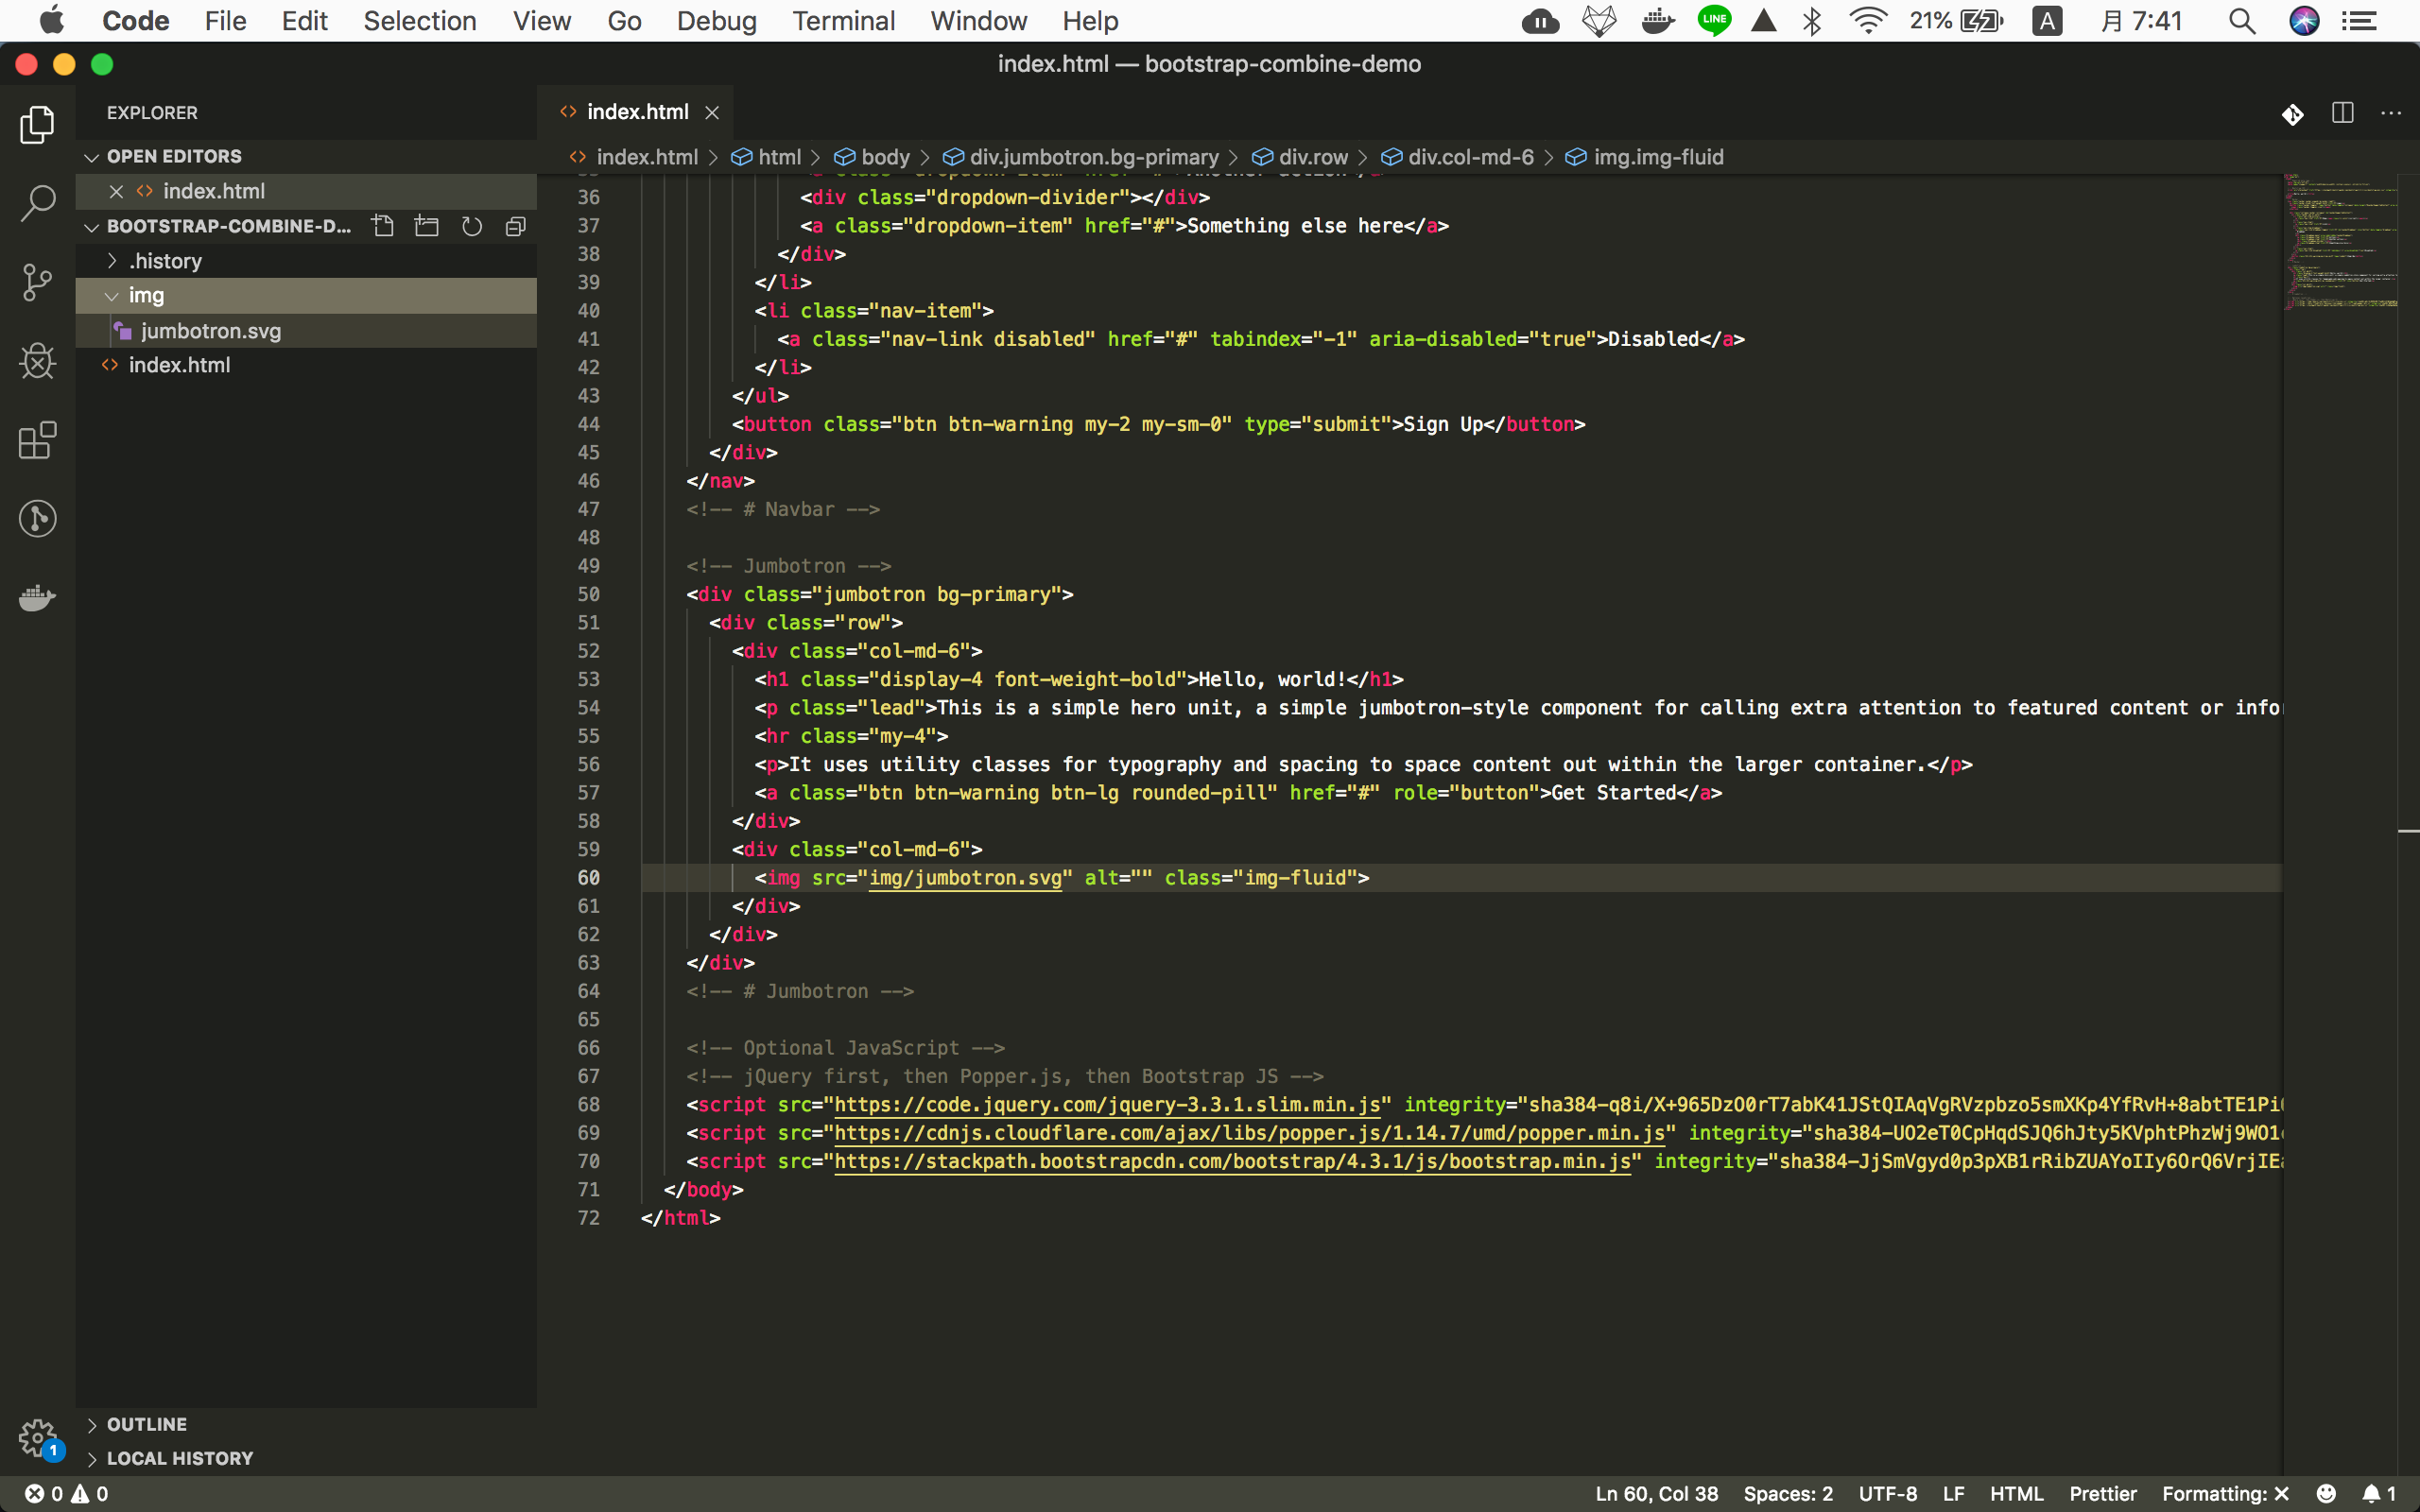 Code File Edit Selection View Go Debug Terminal Window Help LINE 21% A 月 7:41
index.html — bootstrap-combine-demo
EXPLORER
OPEN EDITORS
index.html
BOOTSTRAP-COMBINE-D...
.history
img
jumbotron.svg
index.html
OUTLINE
LOCAL HISTORY
index.html
index.html > html > body > div.jumbotron.bg-primary > div.row > div.col-md-6 > img.img-fluid
36 <div class="dropdown-divider"></div>
37 <a class="dropdown-item" href="#">Something else here</a>
38 </div>
39 </li>
40 <li class="nav-item">
41 <a class="nav-link disabled" href="#" tabindex="-1" aria-disabled="true">Disabled</a>
42 </li>
43 </ul>
44 <button class="btn btn-warning my-2 my-sm-0" type="submit">Sign Up</button>
45 </div>
46 </nav>
47 <!-- # Navbar -->
48
49 <!-- Jumbotron -->
50 <div class="jumbotron bg-primary">
51 <div class="row">
52 <div class="col-md-6">
53 <h1 class="display-4 font-weight-bold">Hello, world!</h1>
54 <p class="lead">This is a simple hero unit, a simple jumbotron-style component for calling extra attention to featured content or info
55 <hr class="my-4">
56 <p>It uses utility classes for typography and spacing to space content out within the larger container.</p>
57 <a class="btn btn-warning btn-lg rounded-pill" href="#" role="button">Get Started</a>
58 </div>
59 <div class="col-md-6">
60 <img src="img/jumbotron.svg" alt="" class="img-fluid">
61 </div>
62 </div>
63 </div>
64 <!-- # Jumbotron -->
65
66 <!-- Optional JavaScript -->
67 <!-- jQuery first, then Popper.js, then Bootstrap JS -->
68 <script src="https://code.jquery.com/jquery-3.3.1.slim.min.js" integrity="sha384-q8i/X+965DzO0rT7abK41JStQIAqVgRVzpbzo5smXKp4YfRvH+8abtTE1Pi
69 <script src="https://cdnjs.cloudflare.com/ajax/libs/popper.js/1.14.7/umd/popper.min.js" integrity="sha384-UO2eT0CpHqdSJQ6hJty5KVphtPhzWj9WO1
70 <script src="https://stackpath.bootstrapcdn.com/bootstrap/4.3.1/js/bootstrap.min.js" integrity="sha384-JjSmVgyd0p3pXB1rRibZUAYoIIy6OrQ6VrjIEa
71 </body>
72 </html>
1
0 0 Ln 60, Col 38 Spaces: 2 UTF-8 LF HTML Prettier Formatting: × 1